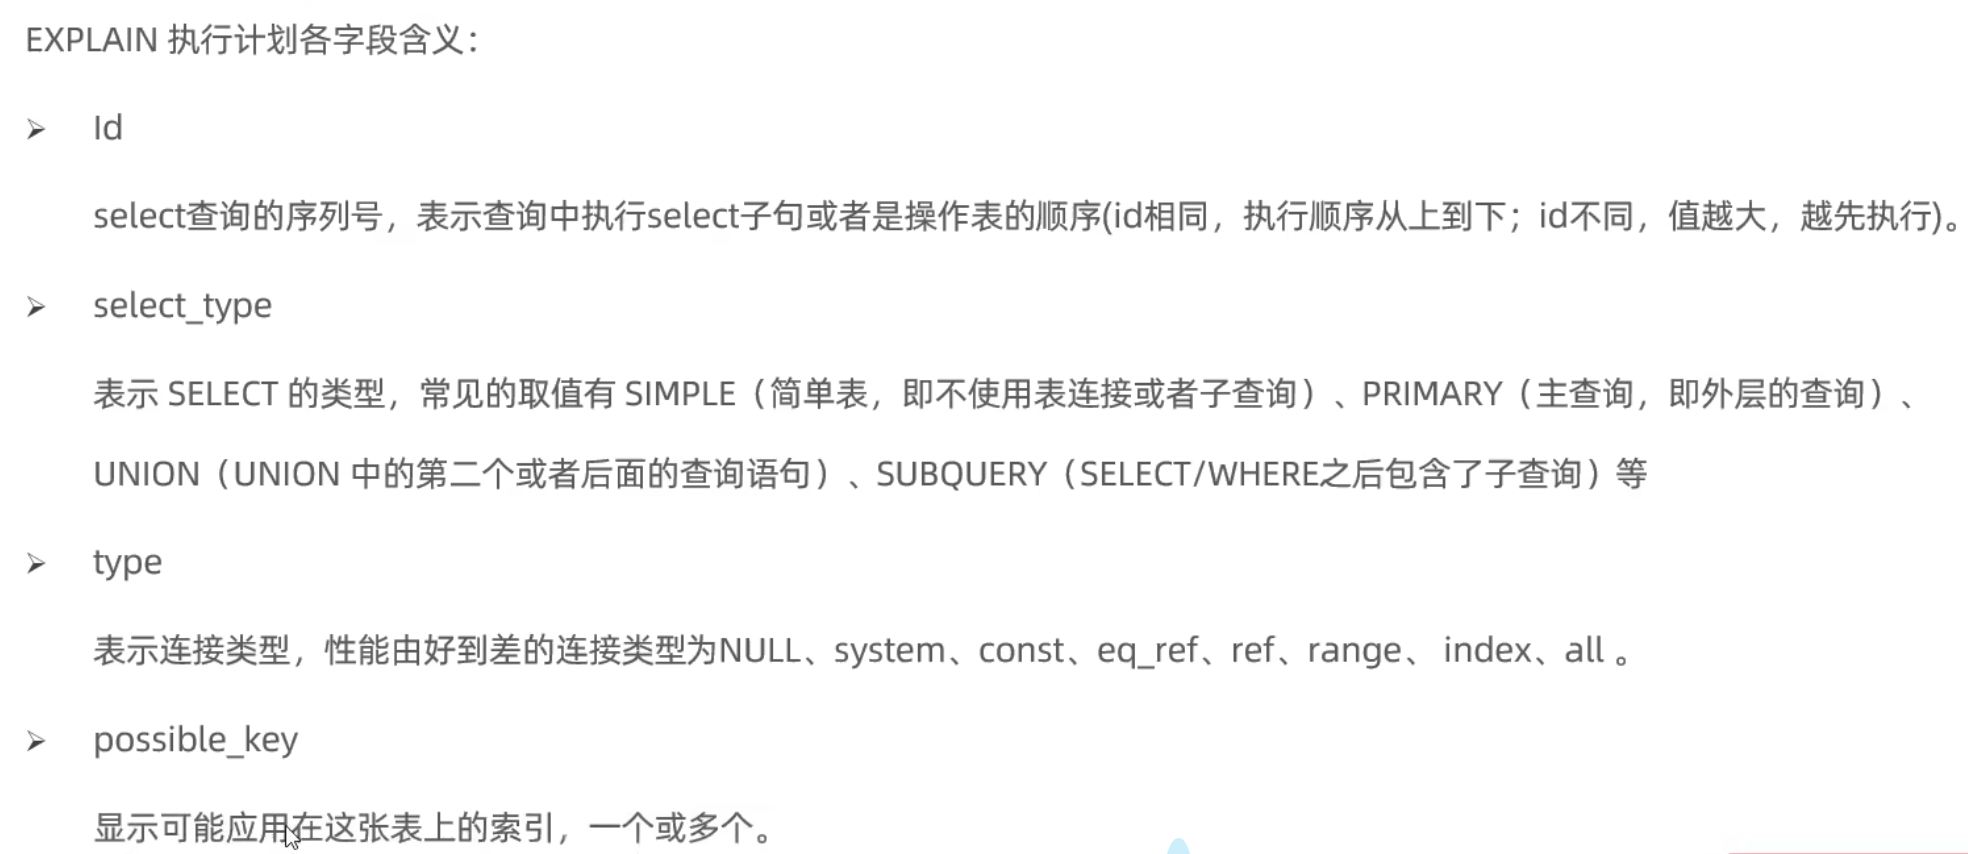 EXPLAIN 执行计划各字段含义：
➢ Id
select查询的序列号，表示查询中执行select子句或者是操作表的顺序(id相同，执行顺序从上到下；id不同，值越大，越先执行)。
➢ select_type
表示 SELECT 的类型，常见的取值有 SIMPLE（简单表，即不使用表连接或者子查询）、PRIMARY（主查询，即外层的查询）、
UNION（UNION 中的第二个或者后面的查询语句）、SUBQUERY（SELECT/WHERE之后包含了子查询）等
➢ type
表示连接类型，性能由好到差的连接类型为NULL、system、const、eq_ref、ref、range、 index、all 。
➢ possible_key
显示可能应用在这张表上的索引，一个或多个。